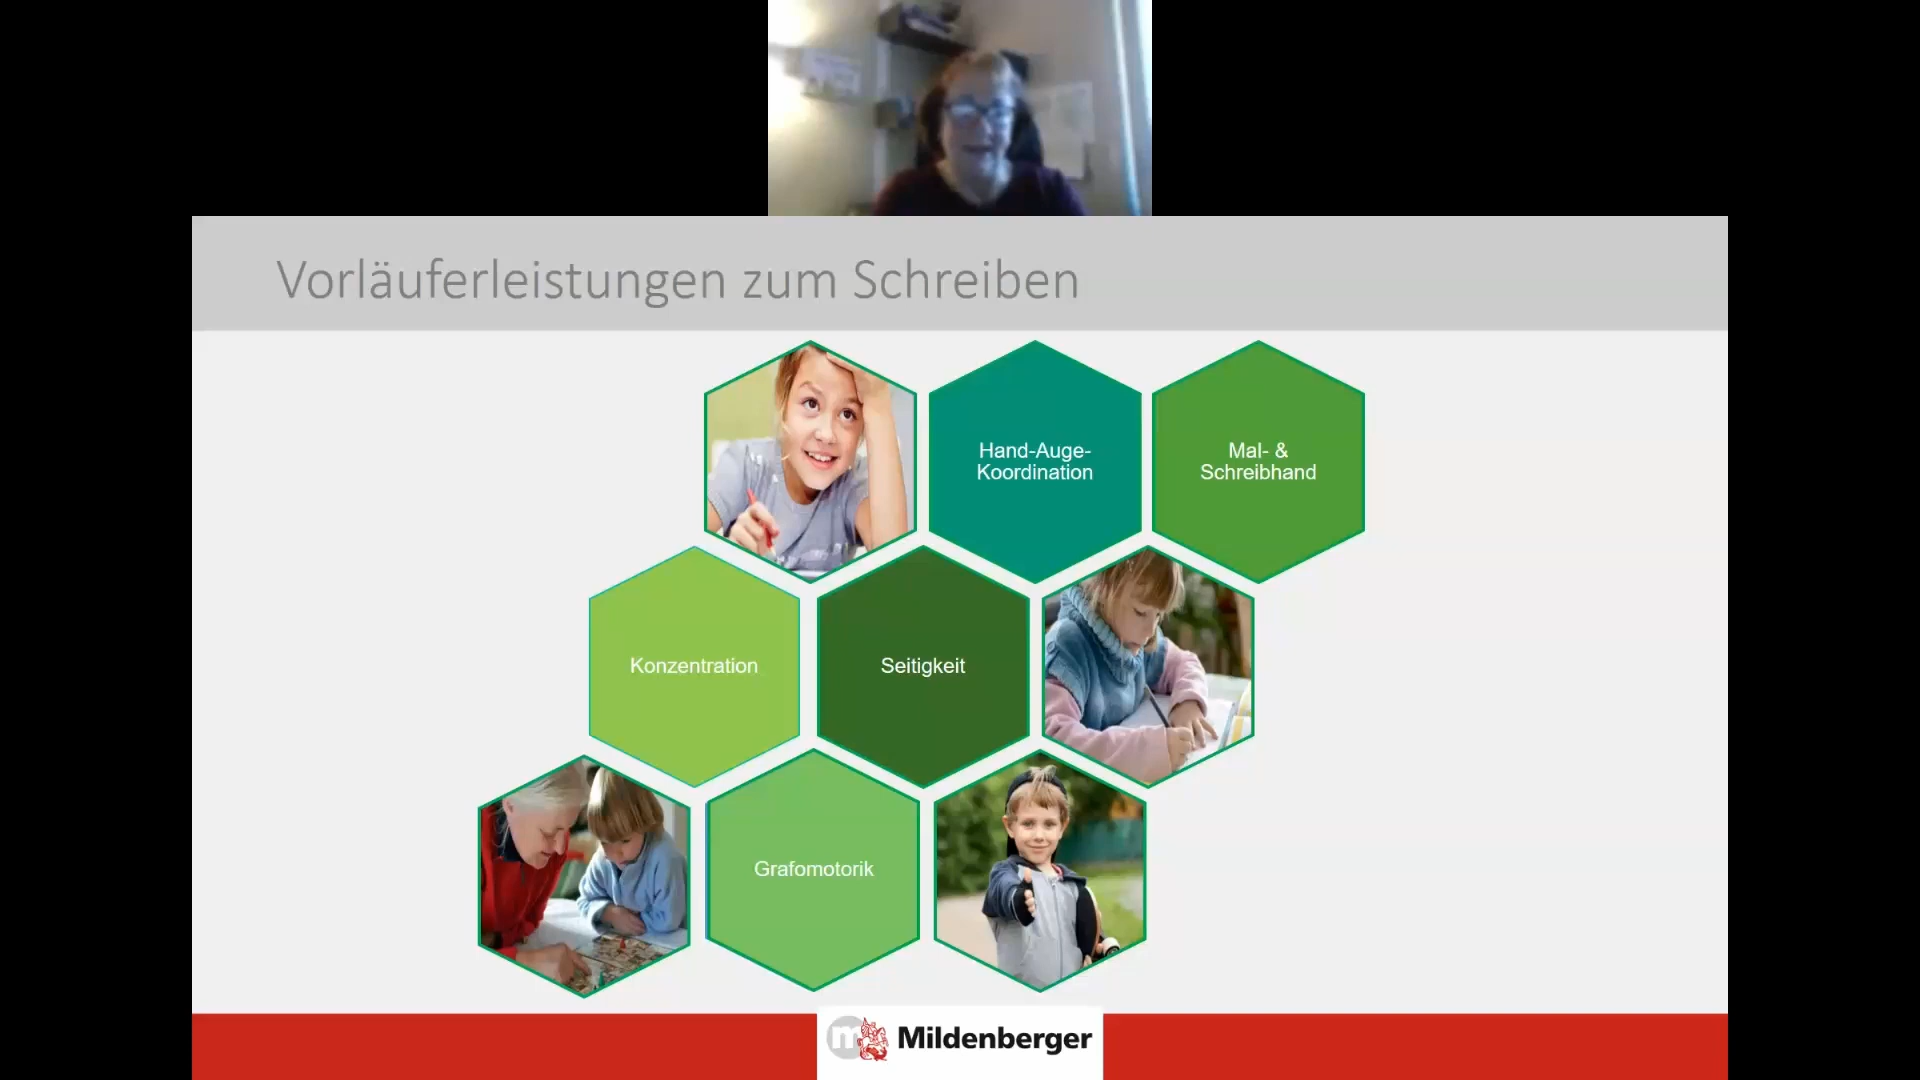 Vorläuferleistungen zum Schreiben
Hand-Auge-
Koordination
Mal- &
Schreibhand
Konzentration
Seitigkeit
Grafomotorik
m Mildenberger